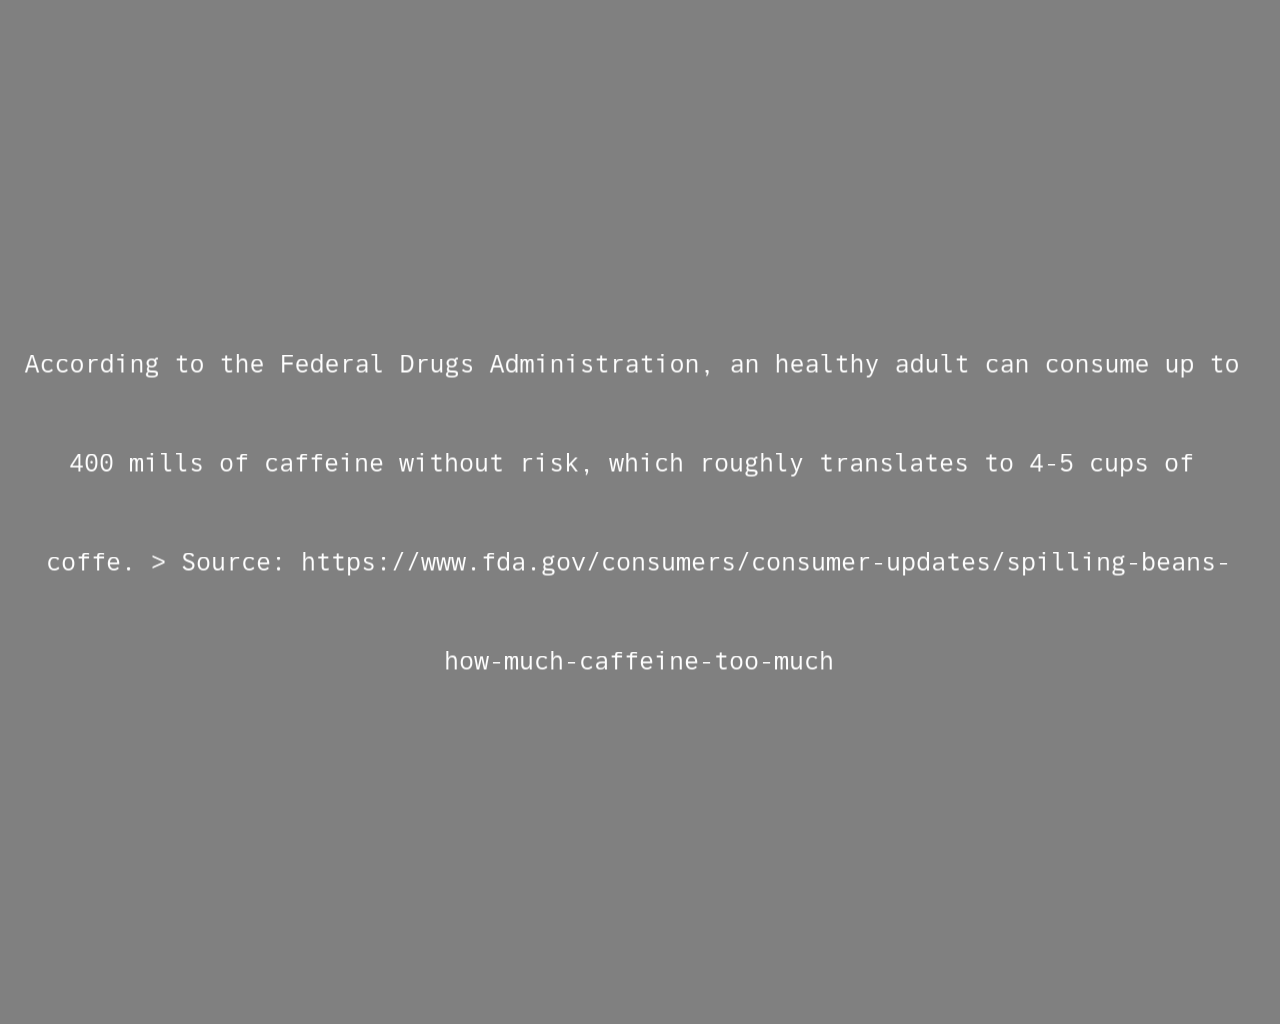 According to the Federal Drugs Administration, an healthy adult can consume up to
400 mills of caffeine without risk, which roughly translates to 4-5 cups of
coffe. > Source: https://www.fda.gov/consumers/consumer-updates/spilling-beans-
how-much-caffeine-too-much